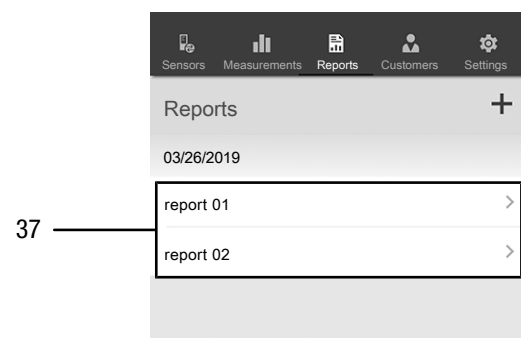 Sensors Measurements Reports Customers Settings
Reports +
03/26/2019
report 01 >
37
report 02 >